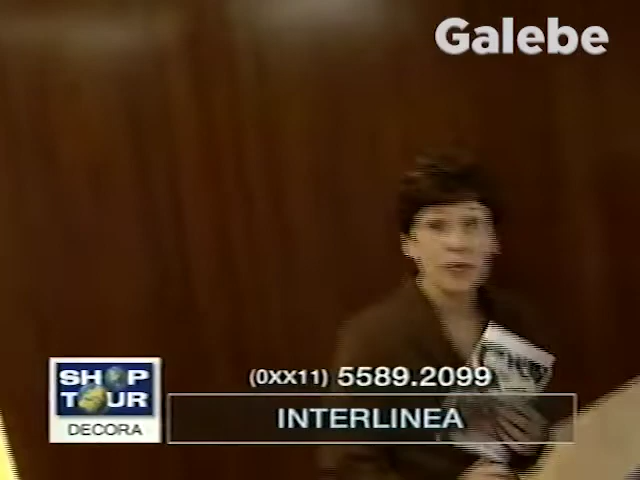 Galebe
(0XX11) 5589.2099
SHOP
TOUR
DECORA
INTERLINEA